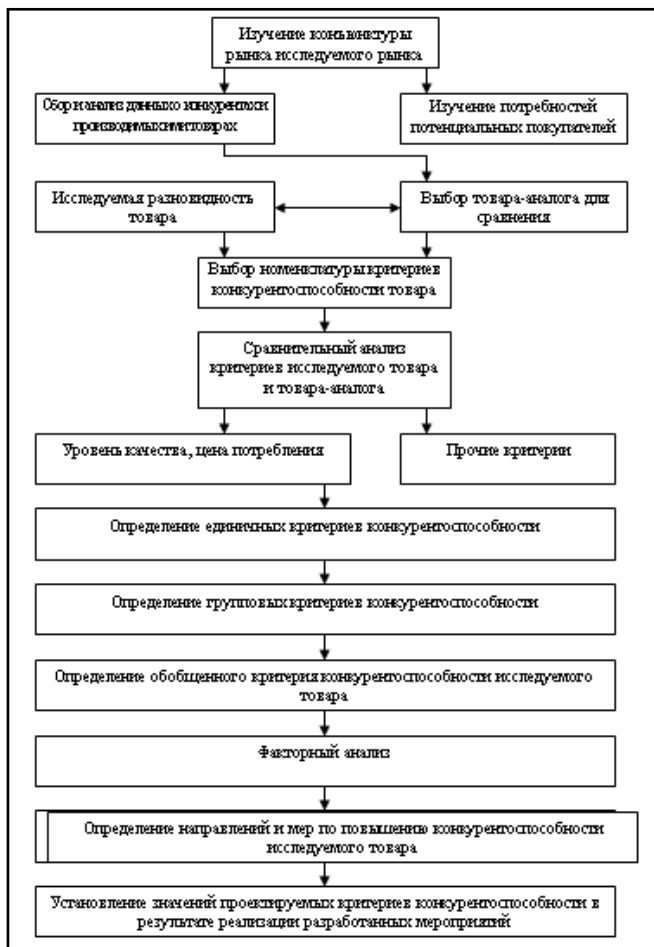 Изучение конъюнктуры
рынка исследуемого рынка
Сбор и анализ данных о конкурентах и
производимых ими товарах
Изучение потребностей
потенциальных покупателей
Исследуемая разновидность
товара
Выбор товара-аналога для
сравнения
Выбор номенклатуры критериев
конкурентоспособности товара
Сравнительный анализ
критериев исследуемого товара
и товара-аналога
Уровень качества, цена потребления
Прочие критерии
Определение единичных критериев конкурентоспособности
Определение групповых критериев конкурентоспособности
Определение обобщенного критерия конкурентоспособности исследуемого
товара
Факторный анализ
Определение направлений и мер по повышению конкурентоспособности
исследуемого товара
Установление значений проектируемых критериев конкурентоспособности в
результате реализации разработанных мероприятий